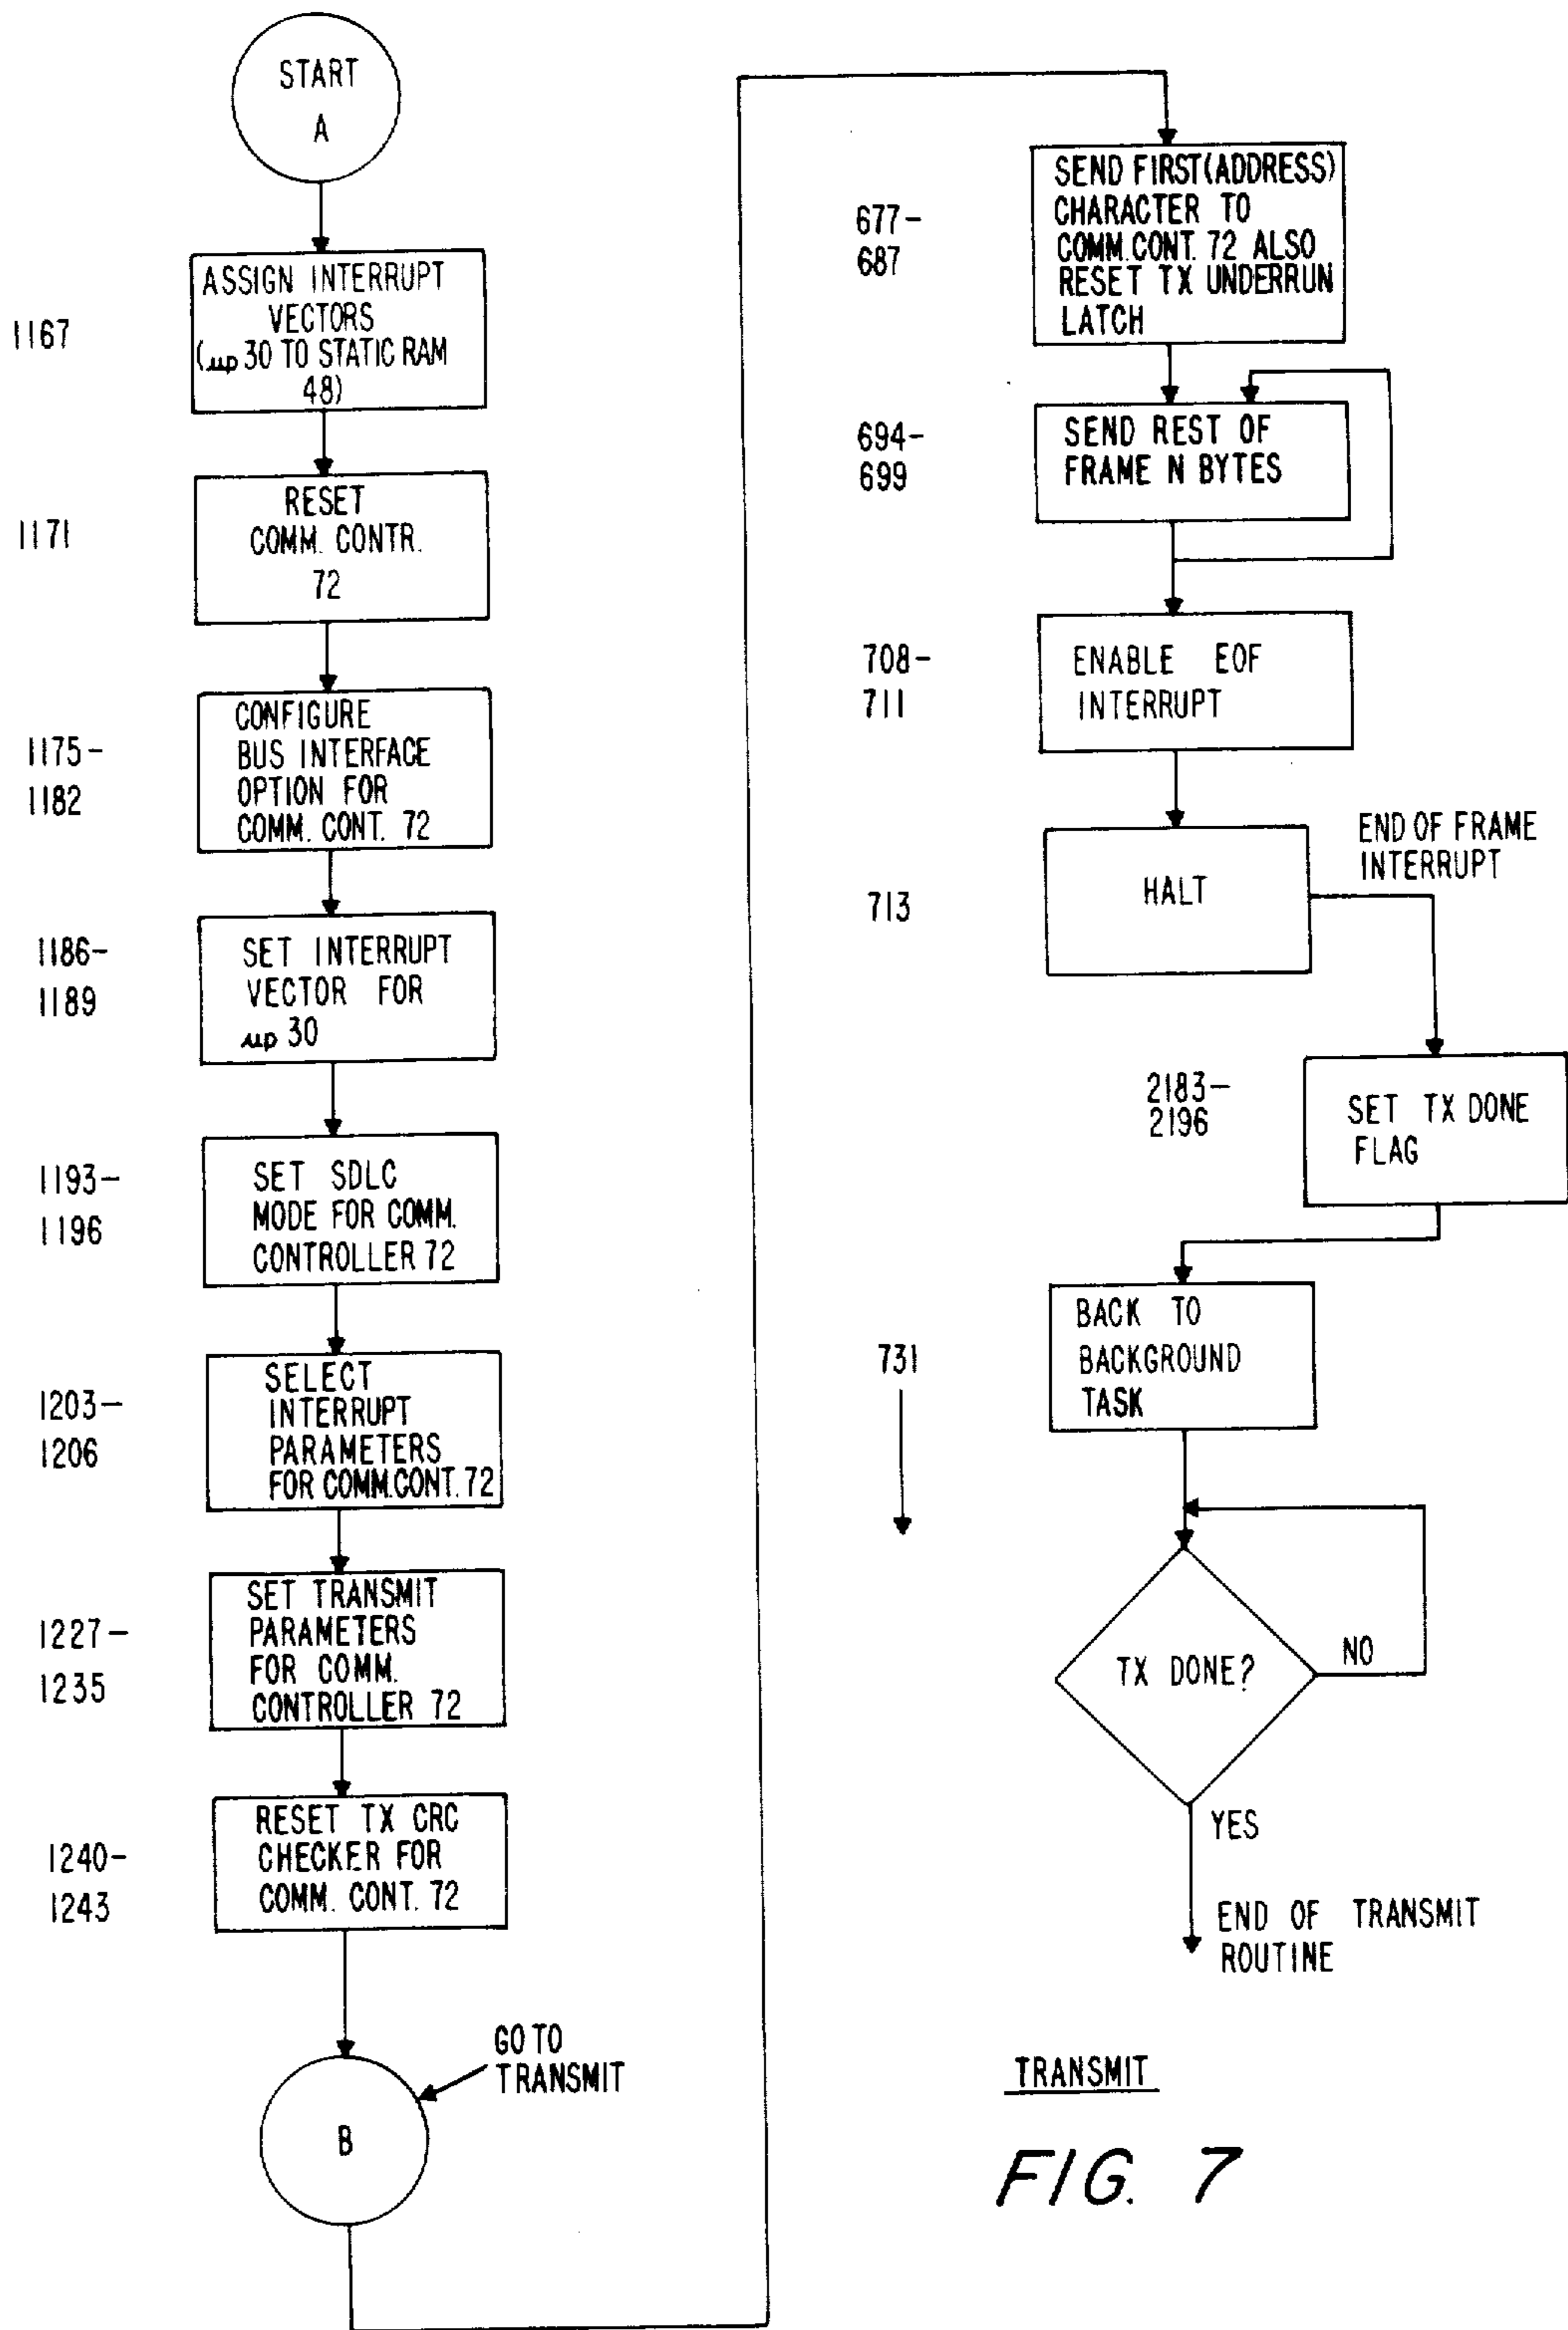 START
A
1167
ASSIGN INTERRUPT
VECTORS
(μp 30 TO STATIC RAM
48)
1171
RESET
COMM. CONTR.
72
1175-
1182
CONFIGURE
BUS INTERFACE
OPTION FOR
COMM. CONT. 72
1186-
1189
SET INTERRUPT
VECTOR FOR
μp 30
1193-
1196
SET SDLC
MODE FOR COMM.
CONTROLLER 72
1203-
1206
SELECT
INTERRUPT
PARAMETERS
FOR COMM.CONT. 72
1227-
1235
SET TRANSMIT
PARAMETERS
FOR COMM.
CONTROLLER 72
1240-
1243
RESET TX CRC
CHECKER FOR
COMM. CONT. 72
GO TO
TRANSMIT
B
677-
687
SEND FIRST(ADDRESS)
CHARACTER TO
COMM.CONT. 72 ALSO
RESET TX UNDERRUN
LATCH
694-
699
SEND REST OF
FRAME N BYTES
708-
711
ENABLE EOF
INTERRUPT
713
HALT
END OF FRAME
INTERRUPT
2183-
2196
SET TX DONE
FLAG
731
BACK TO
BACKGROUND
TASK
TX DONE?
NO
YES
END OF TRANSMIT
ROUTINE
TRANSMIT
FIG. 7